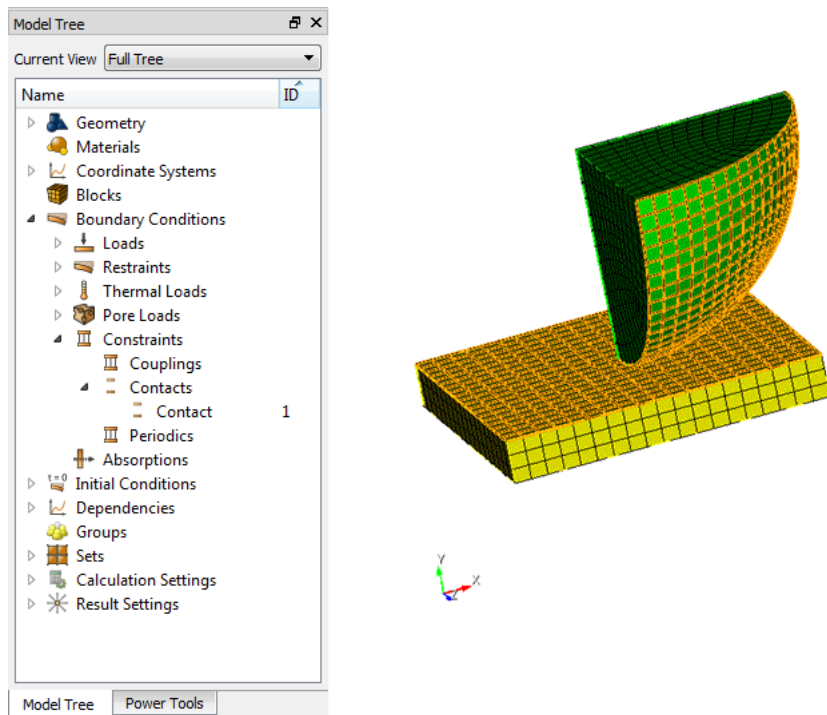 Model Tree
Current View Full Tree
Name ID
Geometry
Materials
Coordinate Systems
Blocks
Boundary Conditions
Loads
Restraints
Thermal Loads
Pore Loads
Constraints
Couplings
Contacts
Contact 1
Periodics
Absorptions
t=0
Initial Conditions
Dependencies
Groups
Sets
Calculation Settings
Result Settings
Model Tree Power Tools
Y
X
Z